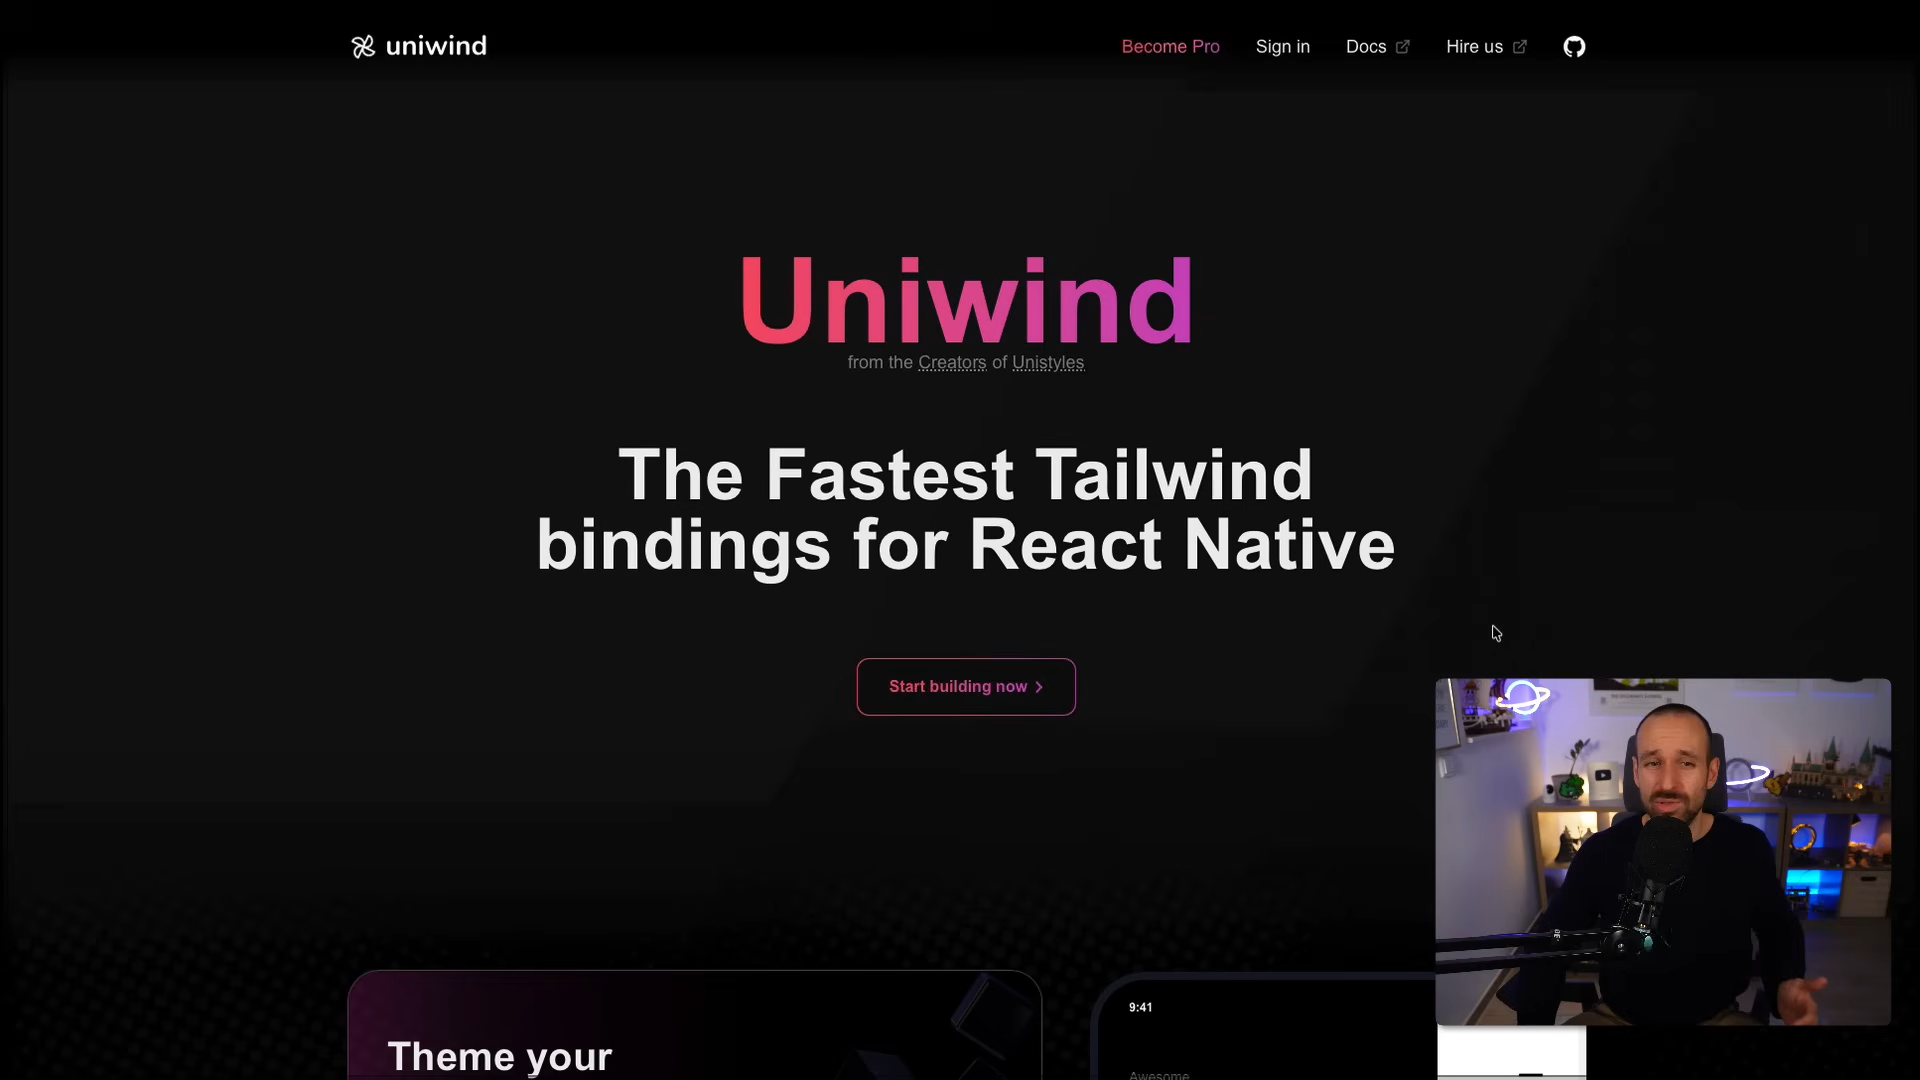 uniwind
Become Pro
Sign in
Docs
Hire us
Uniwind
from the Creators of Unistyles
The Fastest Tailwind
bindings for React Native
Start building now
Theme your
9:41
Awesome